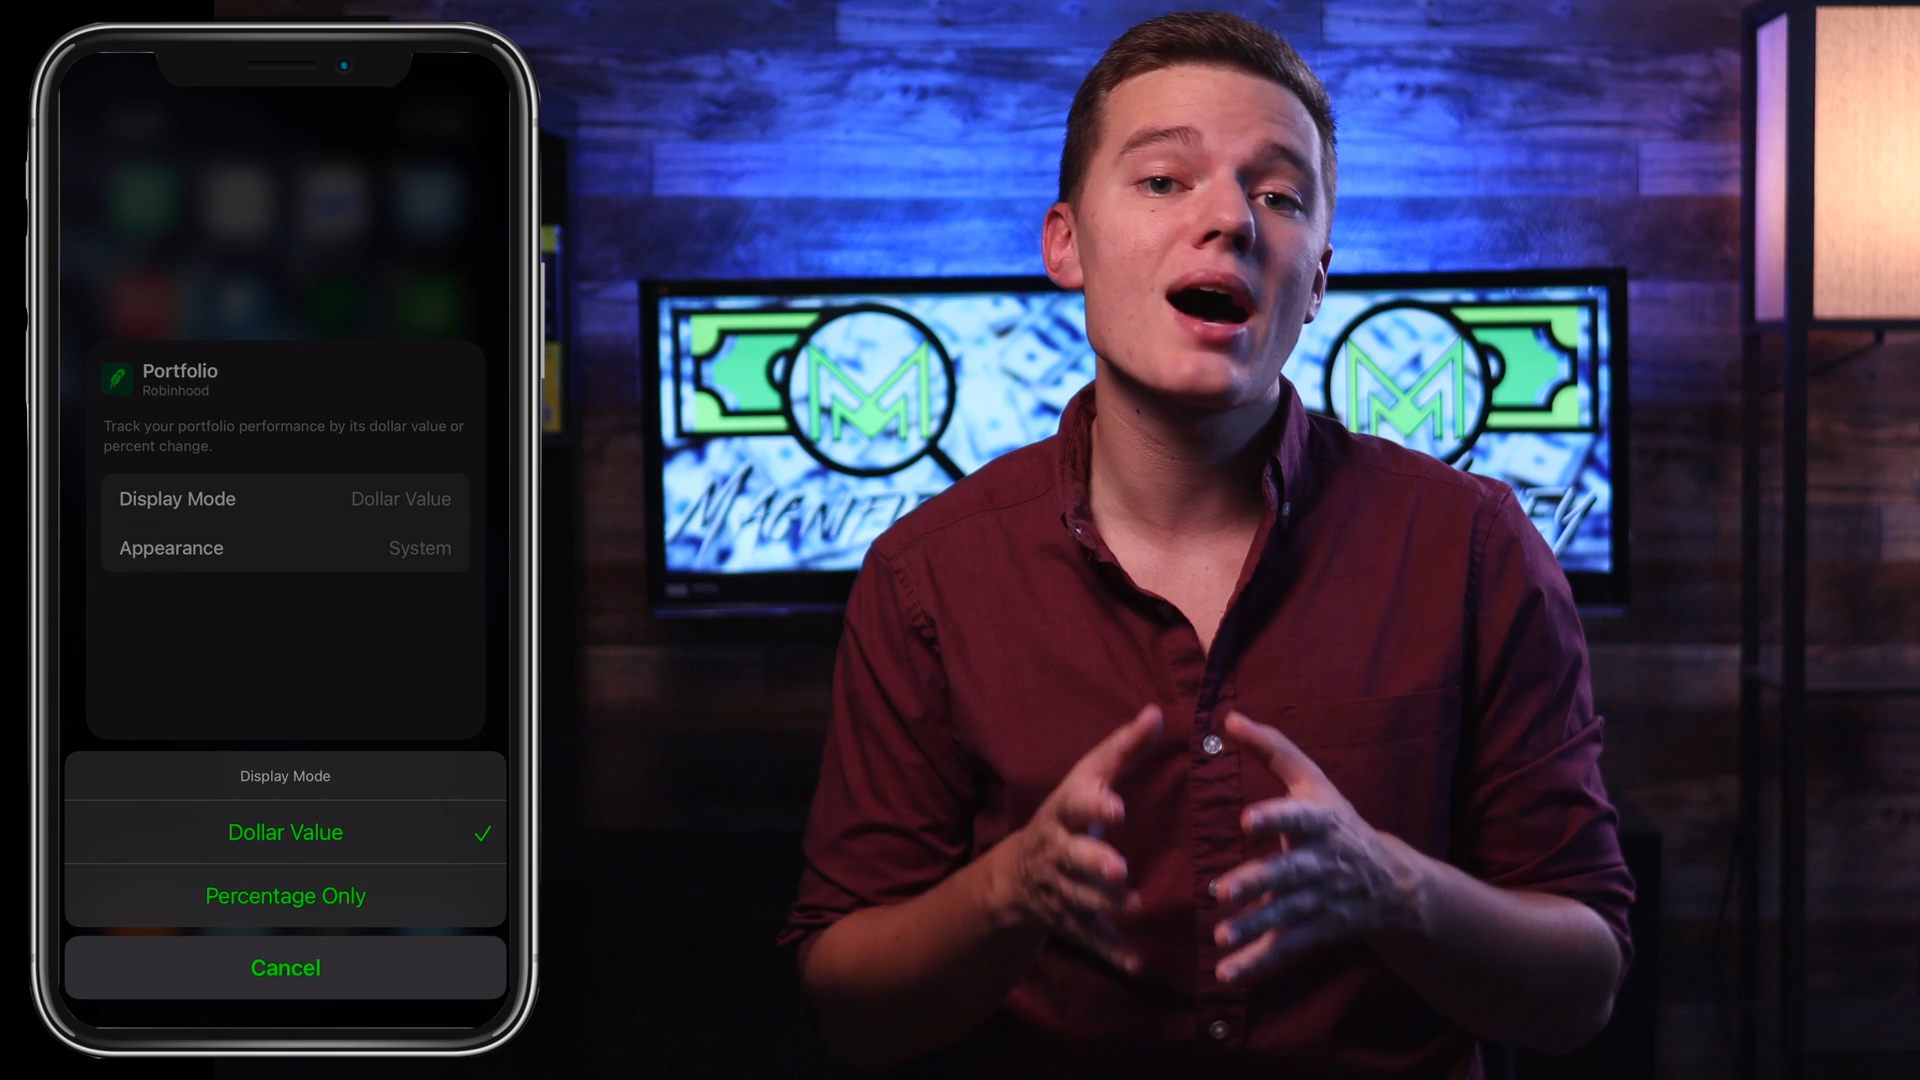 Portfolio
Robinhood
Track your portfolio performance by its dollar value or
percent change.
Display Mode Dollar Value
Appearance System
Display Mode
Dollar Value ✓
Percentage Only
Cancel
M M